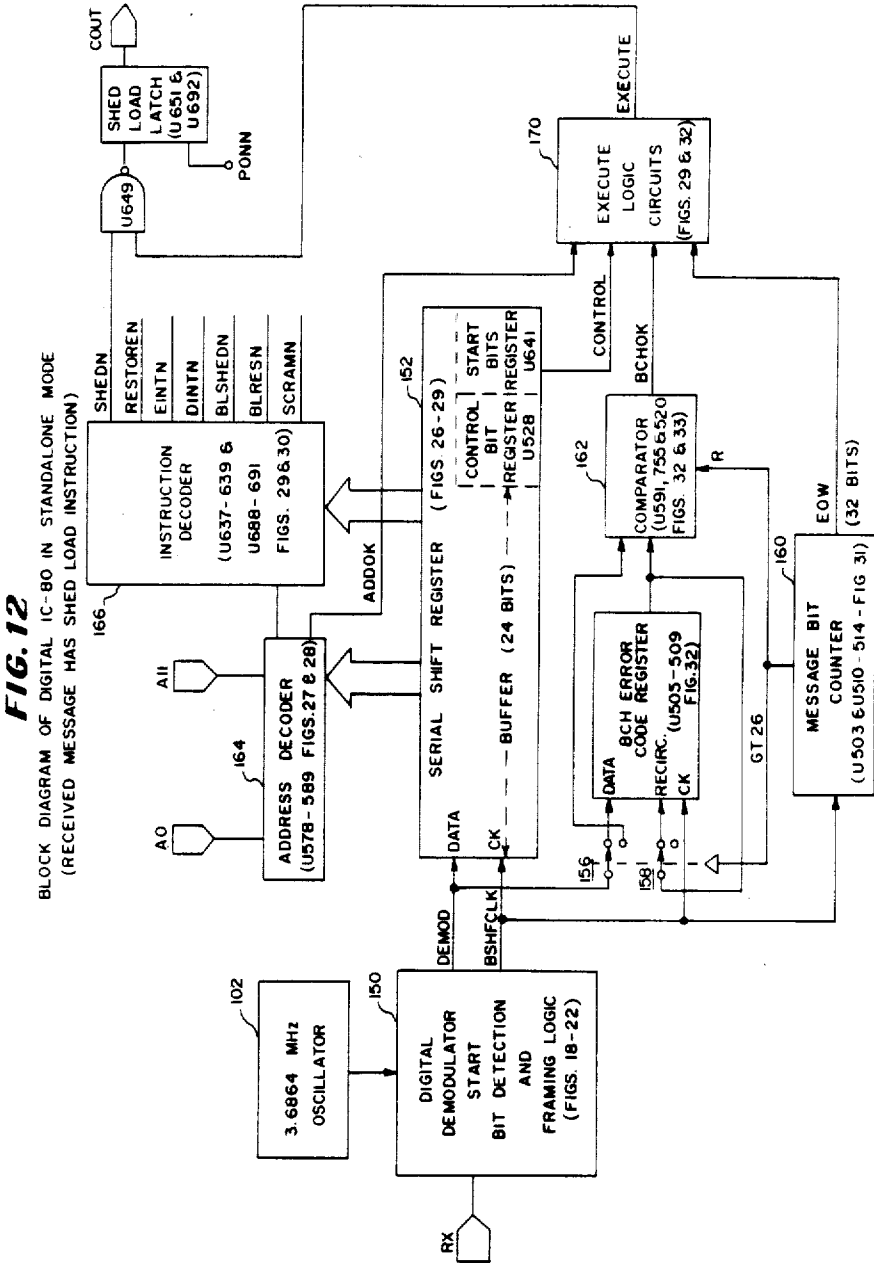 FIG. 12
BLOCK DIAGRAM OF DIGITAL IC-80 IN STANDALONE MODE
(RECEIVED MESSAGE HAS SHED LOAD INSTRUCTION)
RX
102
3.6864 MHz
OSCILLATOR
150
DIGITAL
DEMODULATOR
START
BIT DETECTION
AND
FRAMING LOGIC
(FIGS. 18-22)
DEMOD
BSHFCLK
A0
A11
164
ADDRESS DECODER
(U578-589 FIGS.27 & 28)
166
INSTRUCTION
DECODER
(U637-639 &
U688-691
FIGS. 29&30)
SHEDN
RESTOREN
EINTN
DINTN
BLSHEDN
BLRESN
SCRAMN
U649
SHED
LOAD
LATCH
(U651 &
U692)
PONN
COUT
ADDOK
152
SERIAL SHIFT REGISTER (FIGS. 26-29)
DATA
CK
BUFFER (24 BITS)
CONTROL
BIT
REGISTER
U528
START
BITS
REGISTER
U641
CONTROL
156
158
DATA
RECIRC.
CK
BCH ERROR
CODE REGISTER
(U505-509
FIG.32)
162
COMPARATOR
(U591, 755 & 520
FIGS. 32 & 33)
BCHOK
R
GT 26
160
MESSAGE BIT
COUNTER
(U503 &U510-514-FIG 31)
EOW
(32 BITS)
170
EXECUTE
LOGIC
CIRCUITS
(FIGS. 29 & 32)
EXECUTE